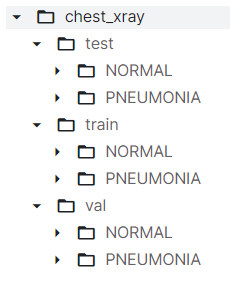 chest_xray
test
NORMAL
PNEUMONIA
train
NORMAL
PNEUMONIA
val
NORMAL
PNEUMONIA